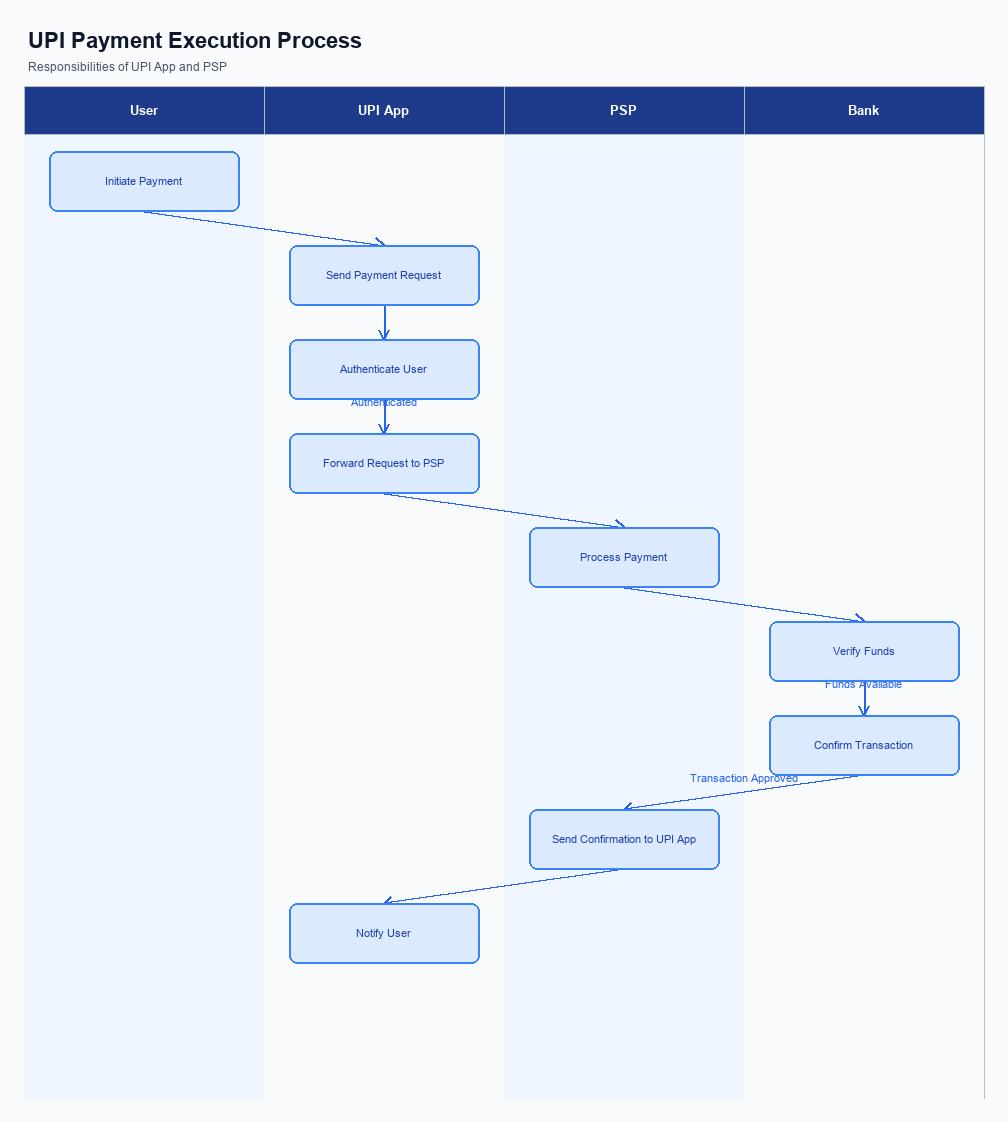 UPI Payment Execution Process
Responsibilities of UPI App and PSP
User
UPI App
PSP
Bank
Initiate Payment
Send Payment Request
Authenticate User
Authenticated
Forward Request to PSP
Process Payment
Verify Funds
Funds Available
Confirm Transaction
Transaction Approved
Send Confirmation to UPI App
Notify User